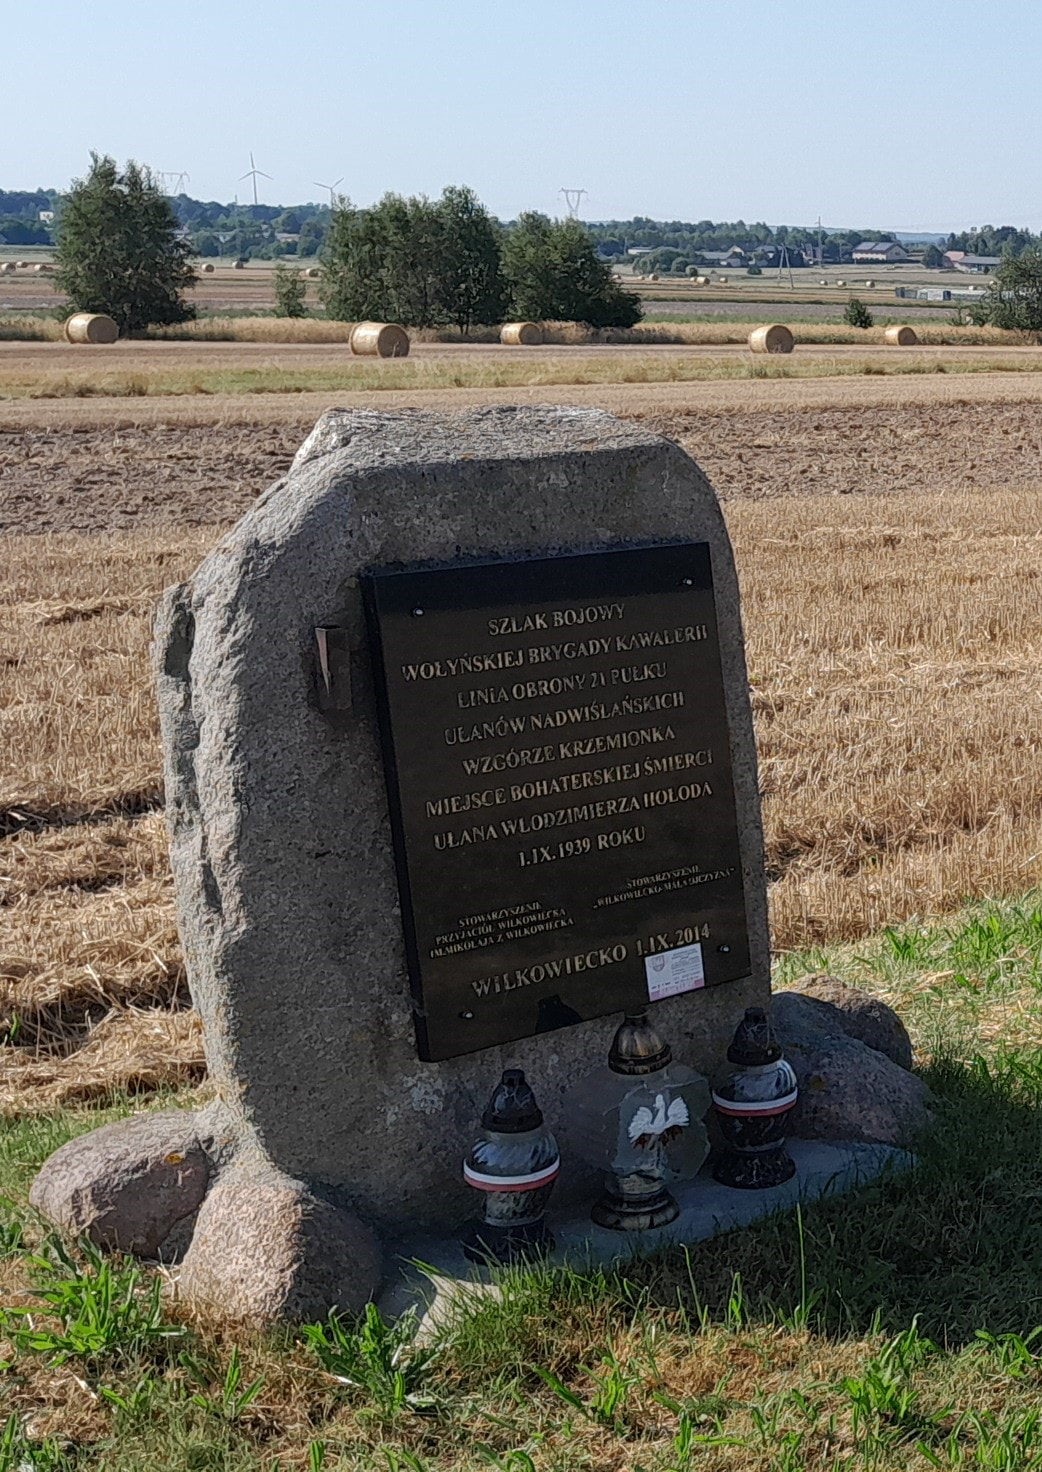 SZLAK BOJOWY
WOŁYŃSKIEJ BRYGADY KAWALERII
LINIA OBRONY 21 PUŁKU
UŁANÓW NADWIŚLAŃSKICH
WZGÓRZE KRZEMIONKA
MIEJSCE BOHATERSKIEJ ŚMIERCI
UŁANA WŁODZIMIERZA HOŁODA
1.IX.1939 ROKU
STOWARZYSZENIE
PRZYJACIÓŁ WILKOWIECKA
IM.MIKOŁAJA Z WILKOWIECKA
STOWARZYSZENIE
„WILKOWIECKO-MAŁA OJCZYZNA”
WILKOWIECKO 1.IX.2014